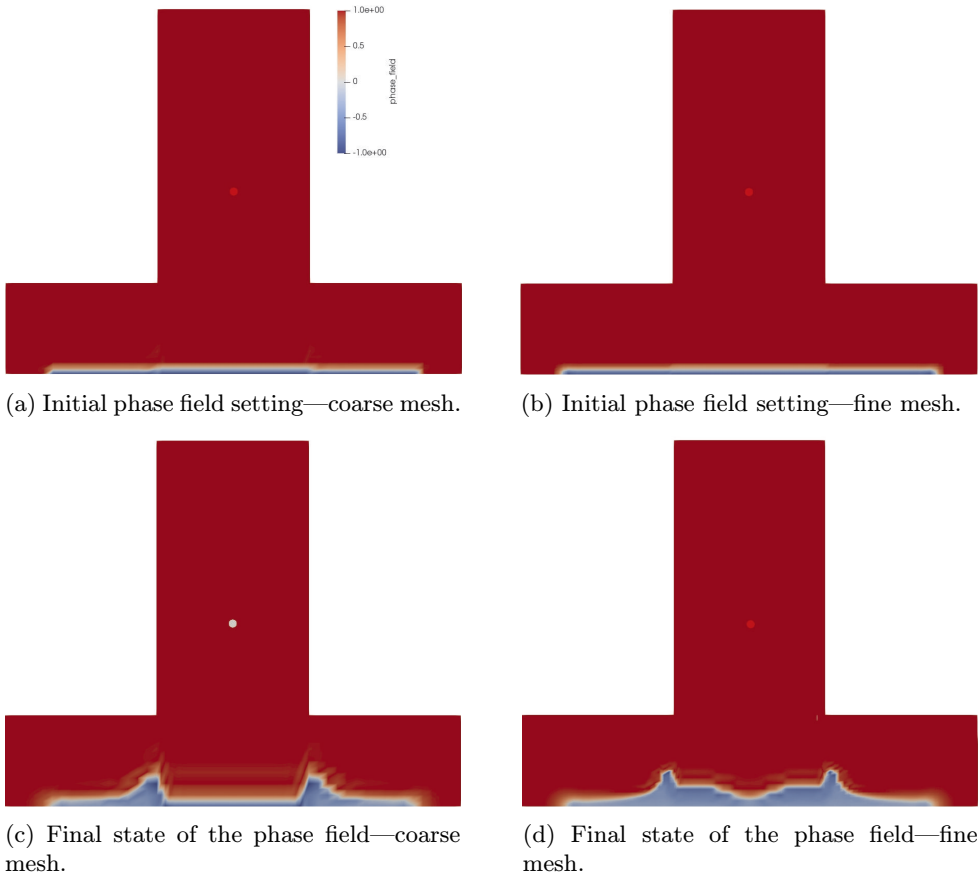 1.0e+00
0.5
0
-0.5
-1.0e+00
phase_field
(a) Initial phase field setting—coarse mesh.
(b) Initial phase field setting—fine mesh.
(c) Final state of the phase field—coarse
mesh.
(d) Final state of the phase field—fine
mesh.